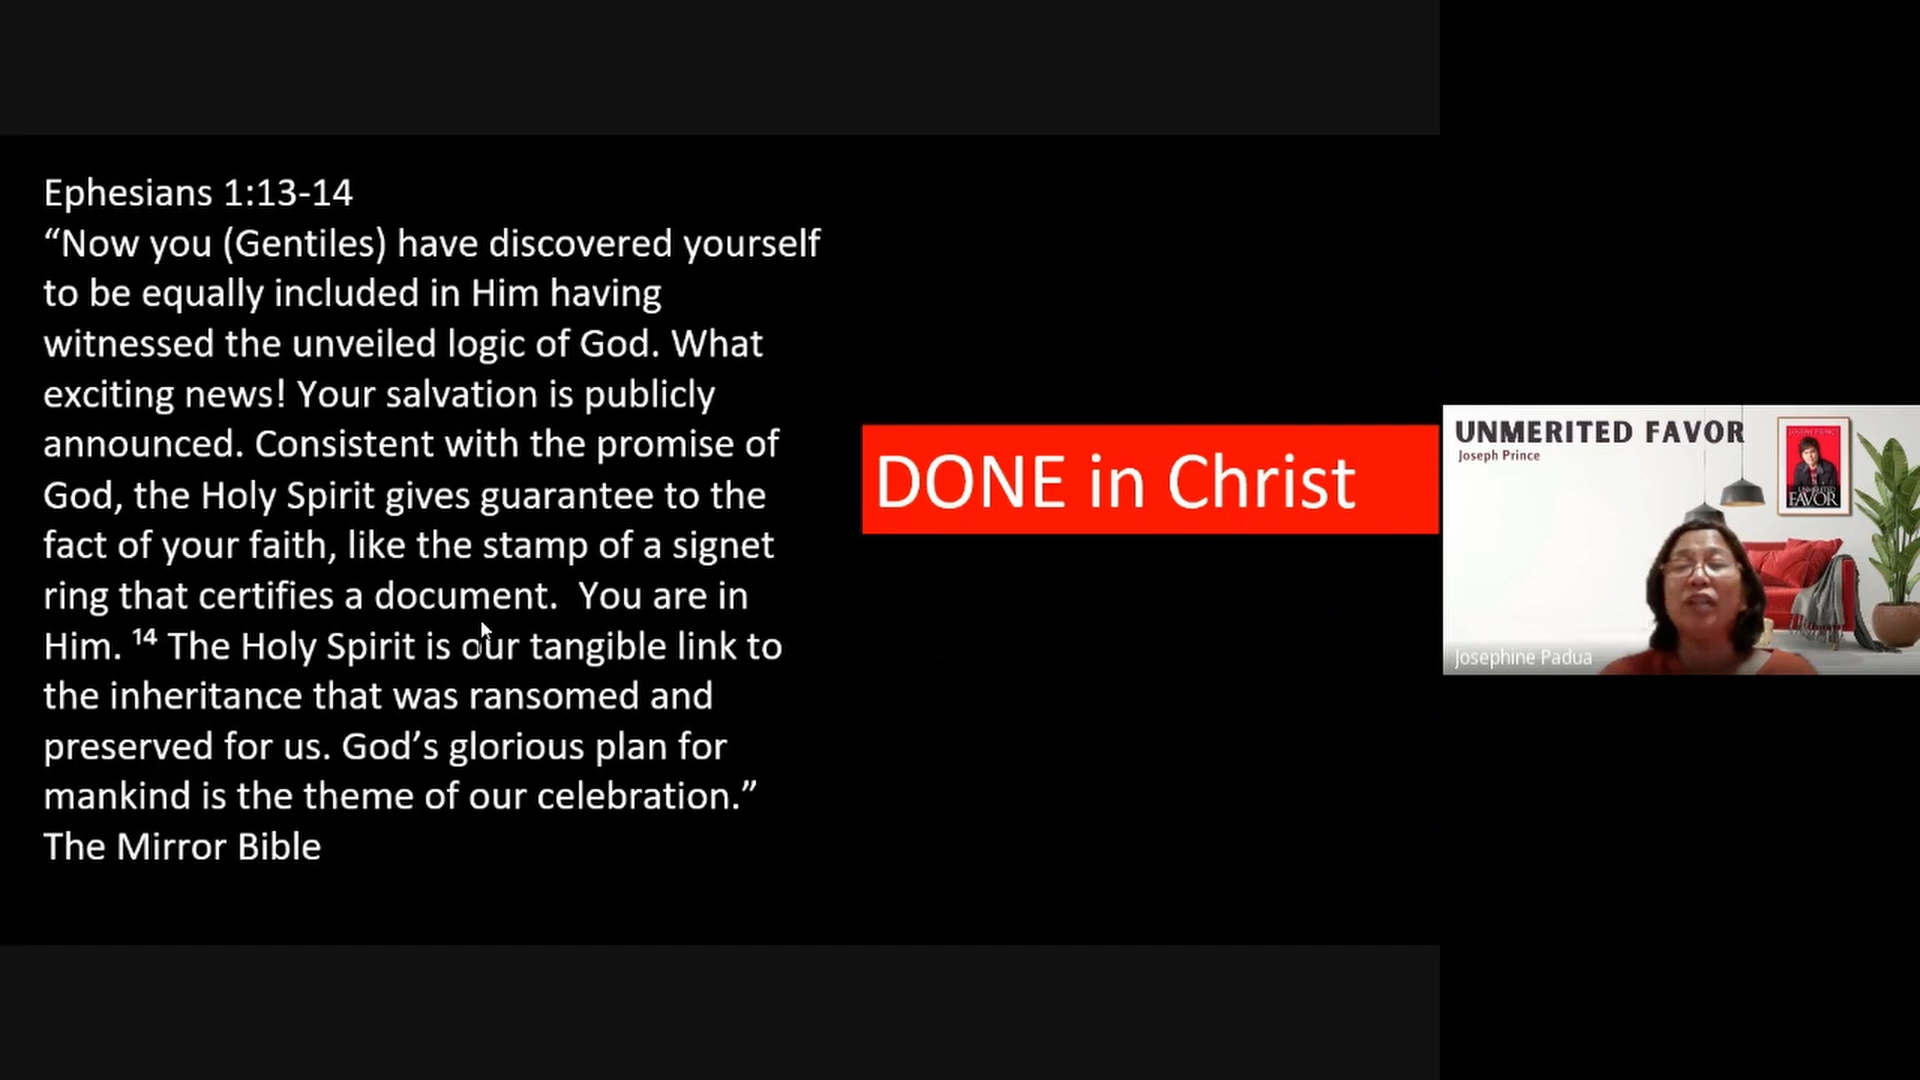 Ephesians 1:13-14
“Now you (Gentiles) have discovered yourself
to be equally included in Him having
witnessed the unveiled logic of God. What
exciting news! Your salvation is publicly
announced. Consistent with the promise of
God, the Holy Spirit gives guarantee to the
fact of your faith, like the stamp of a signet
ring that certifies a document.  You are in
Him. ¹⁴ The Holy Spirit is our tangible link to
the inheritance that was ransomed and
preserved for us. God’s glorious plan for
mankind is the theme of our celebration.”
The Mirror Bible
DONE in Christ
UNMERITED FAVOR
Joseph Prince
JOSEPH PRINCE
UNMERITED
FAVOR
Josephine Padua